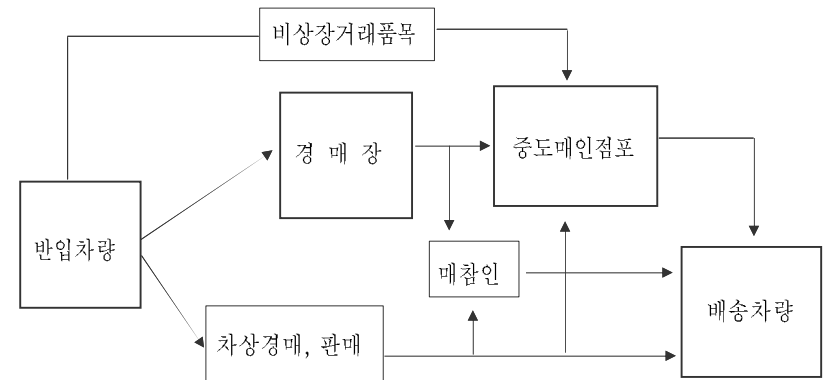 비상장거래품목
경 매 장
중도매인점포
반입차량
매참인
배송차량
차상경매, 판매